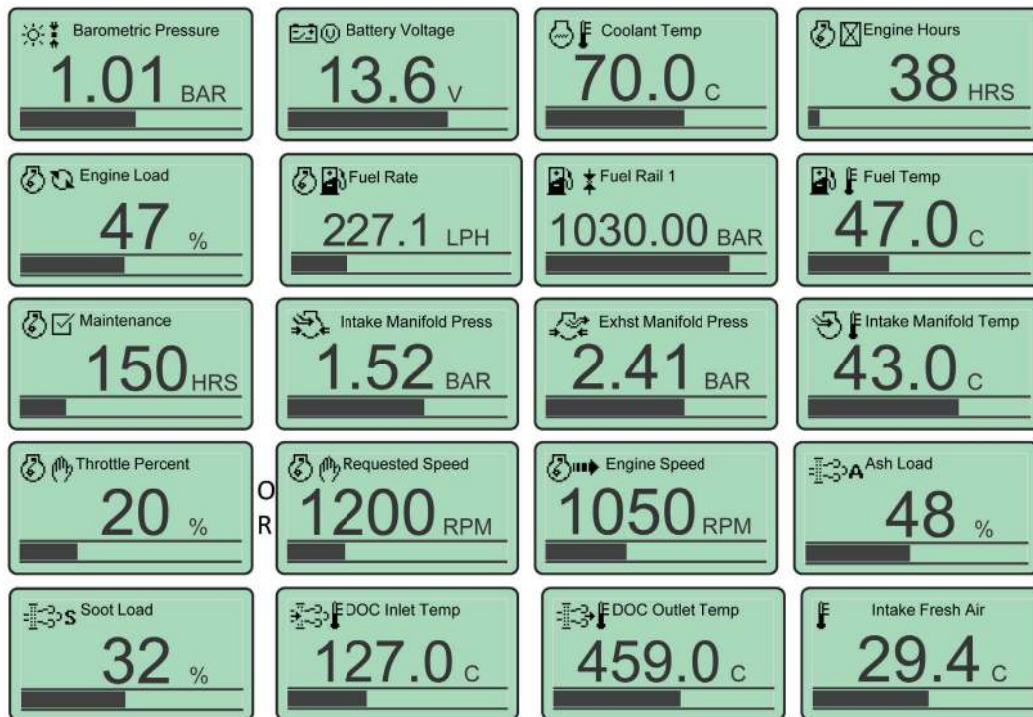 Barometric Pressure
1.01 BAR
Battery Voltage
13.6 V
Coolant Temp
70.0 C
Engine Hours
38 HRS
Engine Load
47 %
Fuel Rate
227.1 LPH
Fuel Rail 1
1030.00 BAR
Fuel Temp
47.0 C
Maintenance
150 HRS
Intake Manifold Press
1.52 BAR
Exhst Manifold Press
2.41 BAR
Intake Manifold Temp
43.0 C
Throttle Percent
20 %
O
R
Requested Speed
1200 RPM
Engine Speed
1050 RPM
A Ash Load
48 %
S Soot Load
32 %
DOC Inlet Temp
127.0 C
DOC Outlet Temp
459.0 C
Intake Fresh Air
29.4 C